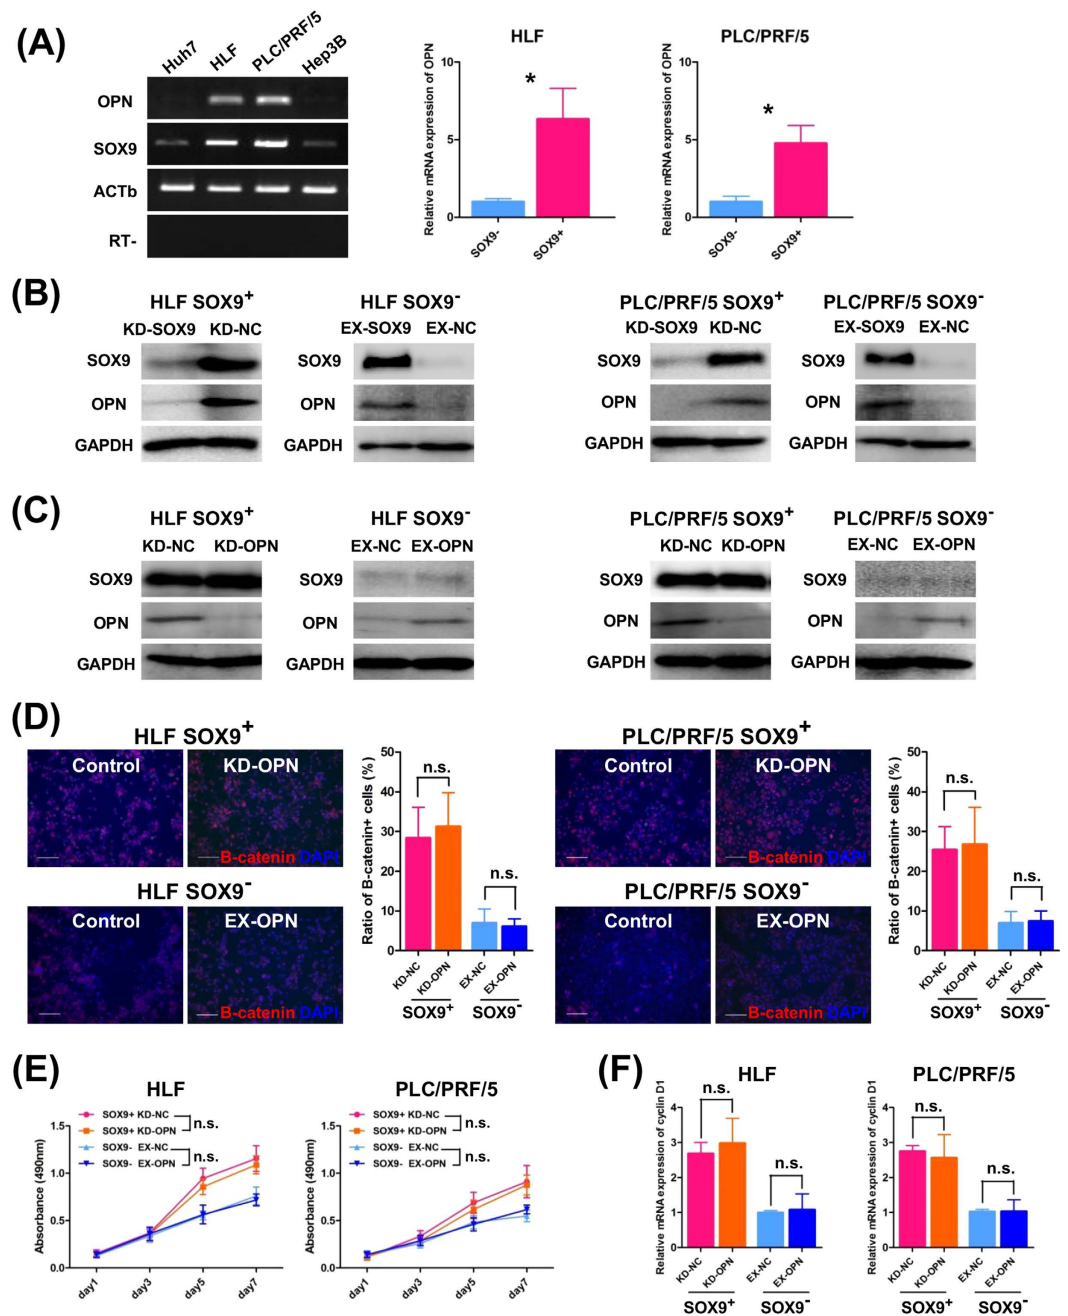 (A)
Huh7 HLF PLC/PRF/5 Hep3B
OPN
SOX9
ACTb
RT-
HLF
Relative mRNA expression of OPN
10
5
0
*
SOX9- SOX9+
PLC/PRF/5
Relative mRNA expression of OPN
10
5
0
*
SOX9- SOX9+
(B)
HLF SOX9+
KD-SOX9 KD-NC
SOX9
OPN
GAPDH
HLF SOX9-
EX-SOX9 EX-NC
SOX9
OPN
GAPDH
PLC/PRF/5 SOX9+
KD-SOX9 KD-NC
SOX9
OPN
GAPDH
PLC/PRF/5 SOX9-
EX-SOX9 EX-NC
SOX9
OPN
GAPDH
(C)
HLF SOX9+
KD-NC KD-OPN
SOX9
OPN
GAPDH
HLF SOX9-
EX-NC EX-OPN
SOX9
OPN
GAPDH
PLC/PRF/5 SOX9+
KD-NC KD-OPN
SOX9
OPN
GAPDH
PLC/PRF/5 SOX9-
EX-NC EX-OPN
SOX9
OPN
GAPDH
(D)
HLF SOX9+
Control
KD-OPN
B-catenin DAPI
HLF SOX9-
Control
EX-OPN
B-catenin DAPI
Ratio of B-catenin+ cells (%)
50
40
30
20
10
0
n.s.
n.s.
KD-NC KD-OPN EX-NC EX-OPN
SOX9+ SOX9-
PLC/PRF/5 SOX9+
Control
KD-OPN
B-catenin DAPI
PLC/PRF/5 SOX9-
Control
EX-OPN
B-catenin DAPI
Ratio of B-catenin+ cells (%)
50
40
30
20
10
0
n.s.
n.s.
KD-NC KD-OPN EX-NC EX-OPN
SOX9+ SOX9-
(E)
HLF
SOX9+ KD-NC
SOX9+ KD-OPN
n.s.
SOX9- EX-NC
SOX9- EX-OPN
n.s.
Absorbance (490nm)
1.5
1.0
0.5
0.0
day1 day3 day5 day7
PLC/PRF/5
SOX9+ KD-NC
SOX9+ KD-OPN
n.s.
SOX9- EX-NC
SOX9- EX-OPN
n.s.
Absorbance (490nm)
1.5
1.0
0.5
0.0
day1 day3 day5 day7
(F)
HLF
Relative mRNA expression of cyclin D1
4
3
2
1
0
n.s.
n.s.
KD-NC KD-OPN EX-NC EX-OPN
SOX9+ SOX9-
PLC/PRF/5
Relative mRNA expression of cyclin D1
4
3
2
1
0
n.s.
n.s.
KD-NC KD-OPN EX-NC EX-OPN
SOX9+ SOX9-